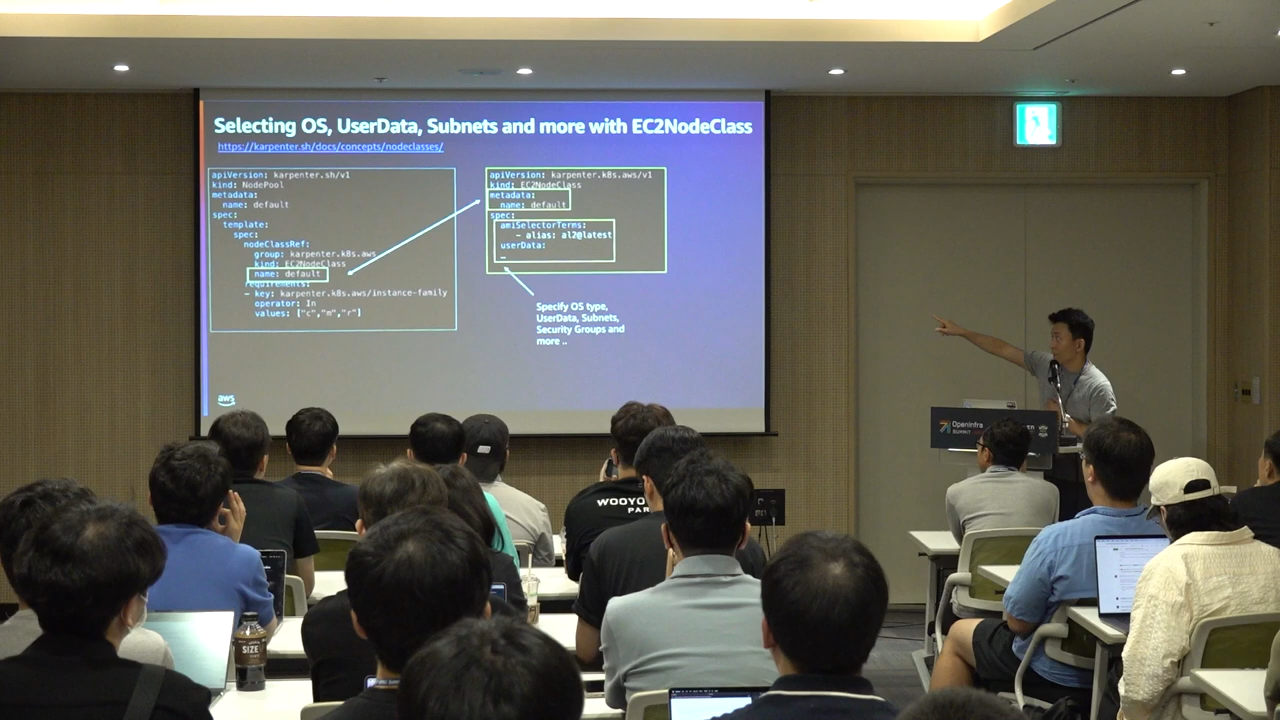 Selecting OS, UserData, Subnets and more with EC2NodeClass
https://karpenter.sh/docs/concepts/nodeclasses/
apiVersion: karpenter.sh/v1
kind: NodePool
metadata:
  name: default
spec:
  template:
    spec:
      nodeClassRef:
        group: karpenter.k8s.aws
        kind: EC2NodeClass
        name: default
      requirements:
      - key: karpenter.k8s.aws/instance-family
        operator: In
        values: ["c","m","r"]
apiVersion: karpenter.k8s.aws/v1
kind: EC2NodeClass
metadata:
  name: default
spec:
  amiSelectorTerms:
    - alias: al2@latest
  userData:
  …
Specify OS type,
UserData, Subnets,
Security Groups and
more ..
aws
OpenInfra
SUMMIT
WOOYO
PAR
SIZE